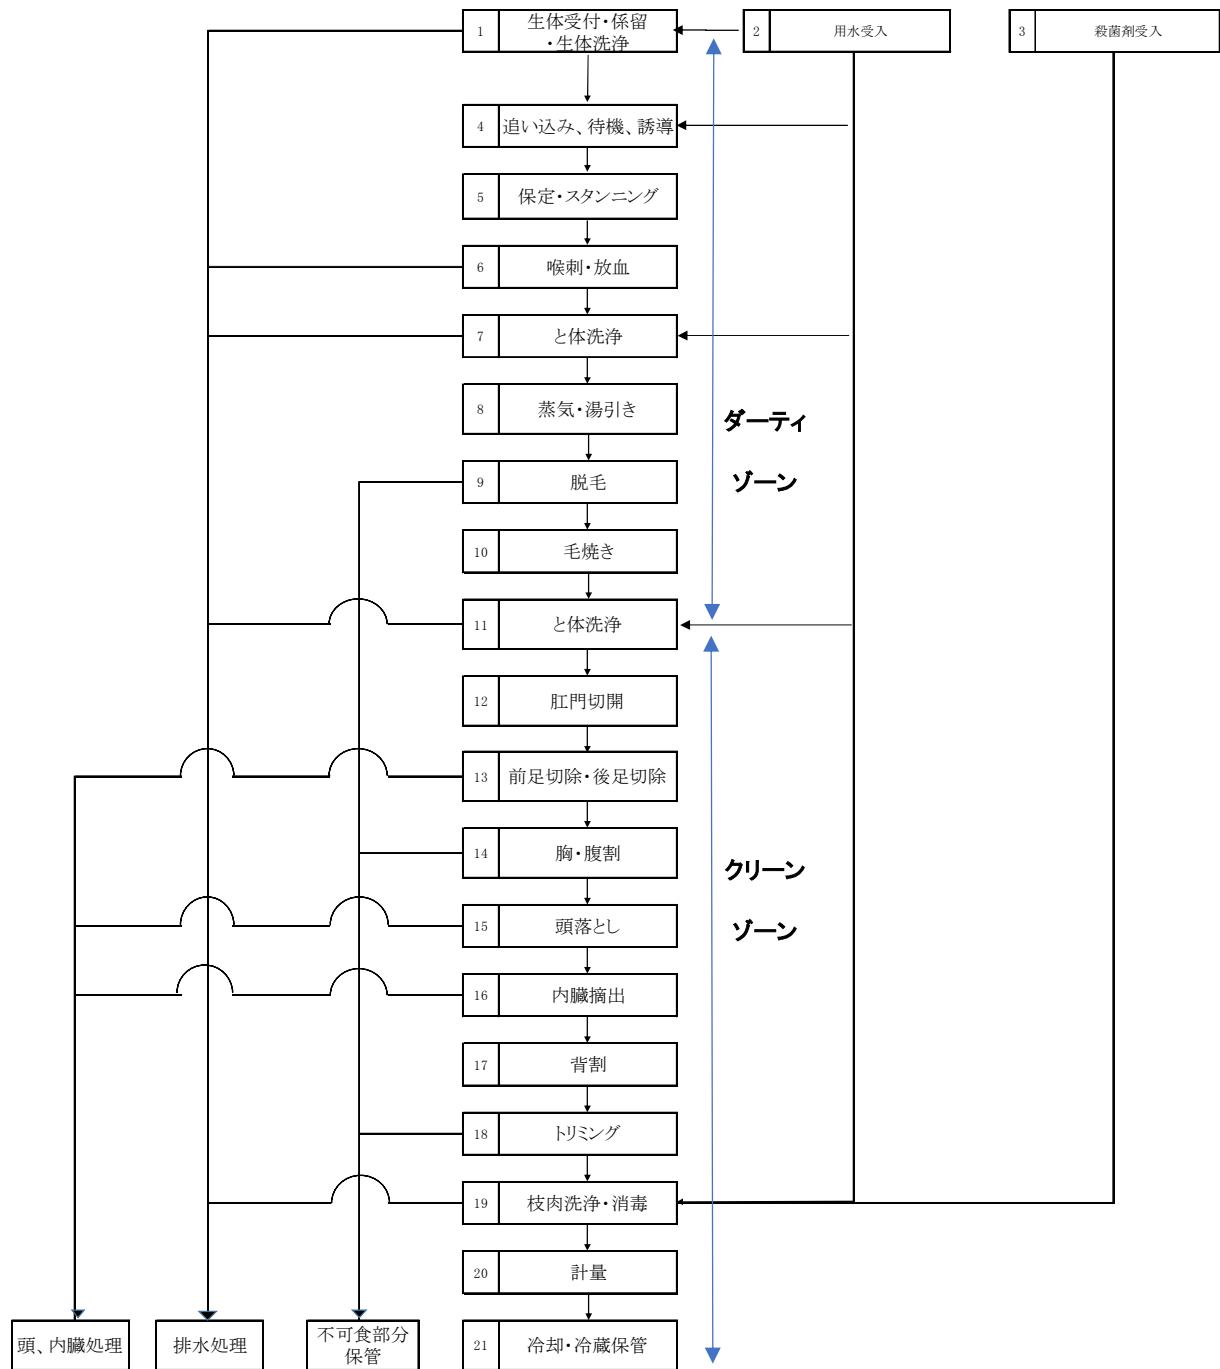 1 生体受付・係留
・生体洗浄
2 用水受入
3 殺菌剤受入
4 追い込み、待機、誘導
5 保定・スタンニング
6 喉刺・放血
7 と体洗浄
8 蒸気・湯引き
ダーティ
ゾーン
9 脱毛
10 毛焼き
11 と体洗浄
12 肛門切開
13 前足切除・後足切除
14 胸・腹割
クリーン
ゾーン
15 頭落とし
16 内臓摘出
17 背割
18 トリミング
19 枝肉洗浄・消毒
20 計量
頭、内臓処理
排水処理
不可食部分
保管
21 冷却・冷蔵保管